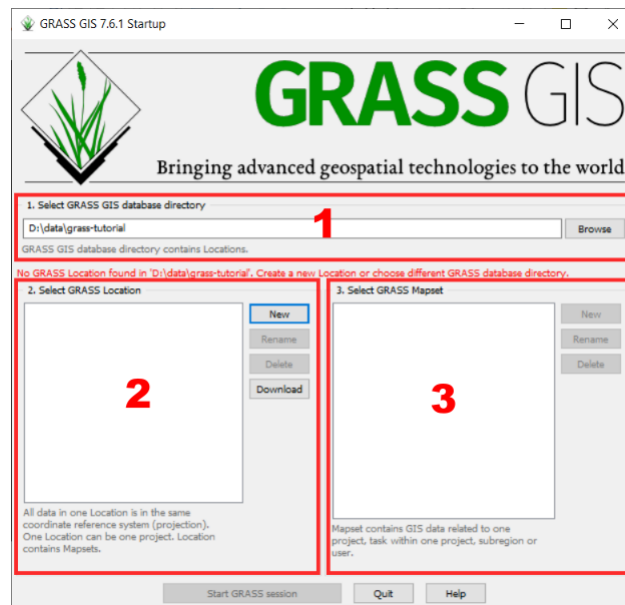 GRASS GIS 7.6.1 Startup
GRASS GIS
Bringing advanced geospatial technologies to the world
1. Select GRASS GIS database directory
1
D:\data\grass-tutorial
Browse
GRASS GIS database directory contains Locations.
No GRASS Location found in 'D:\data\grass-tutorial'. Create a new Location or choose different GRASS database directory.
2. Select GRASS Location
New
Rename
Delete
Download
2
All data in one Location is in the same
coordinate reference system (projection).
One Location can be one project. Location
contains Mapsets.
3. Select GRASS Mapset
New
Rename
Delete
3
Mapset contains GIS data related to one
project, task within one project, subregion or
user.
Start GRASS session
Quit
Help